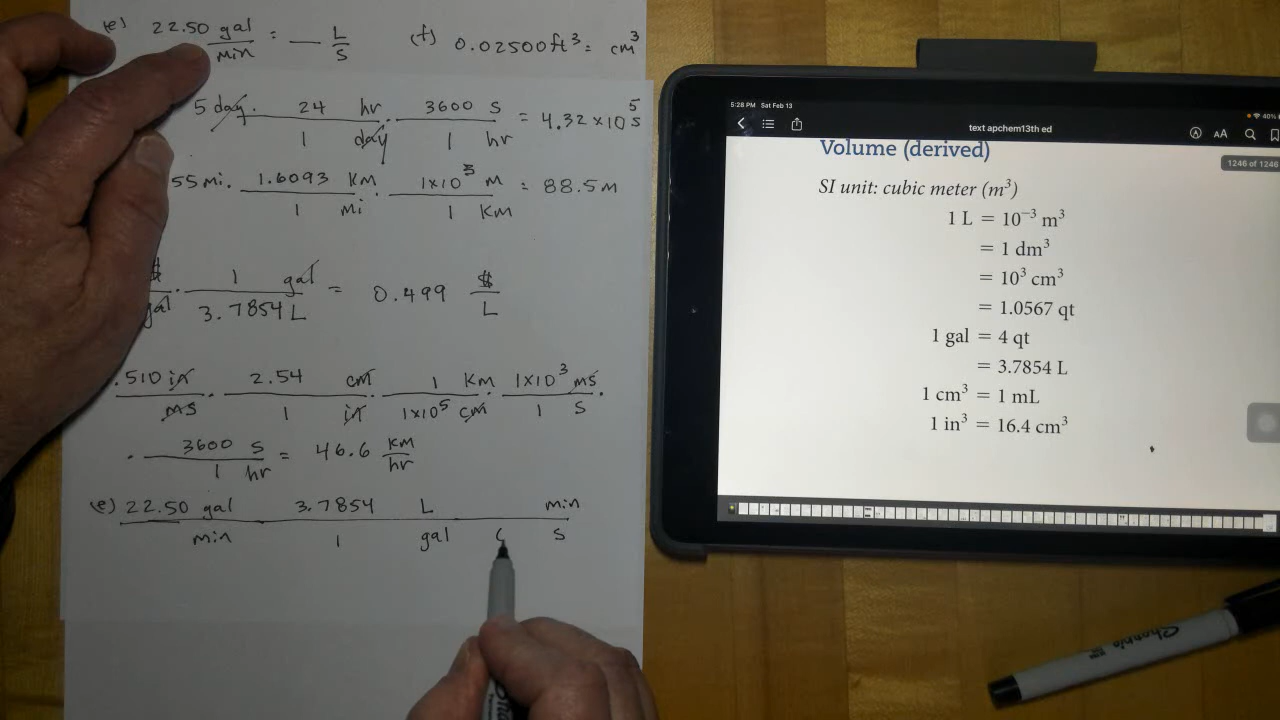 (e) 22.50 gal/min = __ L/s (f) 0.02500 ft³ = cm³
5 day · 24 hr/1 day · 3600 s/1 hr = 4.32×10⁵ s
55 mi · 1.6093 km/1 mi · 1×10³ m/1 km = 88.5 m
$/gal · 1 gal/3.7854 L = 0.499 $/L
.510 in/ms · 2.54 cm/1 in · 1 km/1×10⁵ cm · 1×10³ ms/1 s ·
· 3600 s/1 hr = 46.6 km/hr
(e) 22.50 gal/min 3.7854 L/1 gal min/s
5:28 PM Sat Feb 13
40%
text apchem13th ed
AA
1246 of 1246
Volume (derived)
SI unit: cubic meter (m³)
1 L = 10⁻³ m³
= 1 dm³
= 10³ cm³
= 1.0567 qt
1 gal = 4 qt
= 3.7854 L
1 cm³ = 1 mL
1 in³ = 16.4 cm³
Sharpie